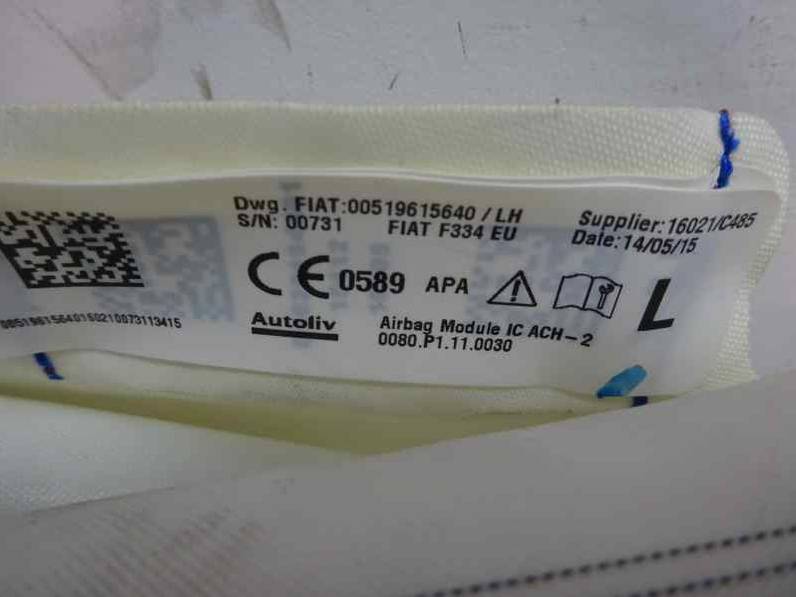 Dwg. FIAT:00519615640 / LH
S/N: 00731 FIAT F334 EU
Supplier: 16021/C485
Date: 14/05/15
CE 0589 APA
L
Autoliv
Airbag Module IC ACH-2
0080.P1.11.0030
00519615640160210073113415